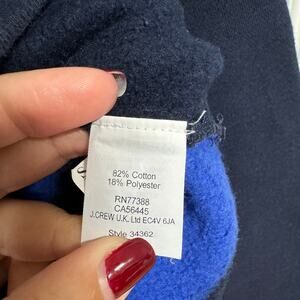 82% Cotton
18% Polyester
RN77388
CA56445
J.CREW U.K. Ltd EC4V 6JA
Style 34362